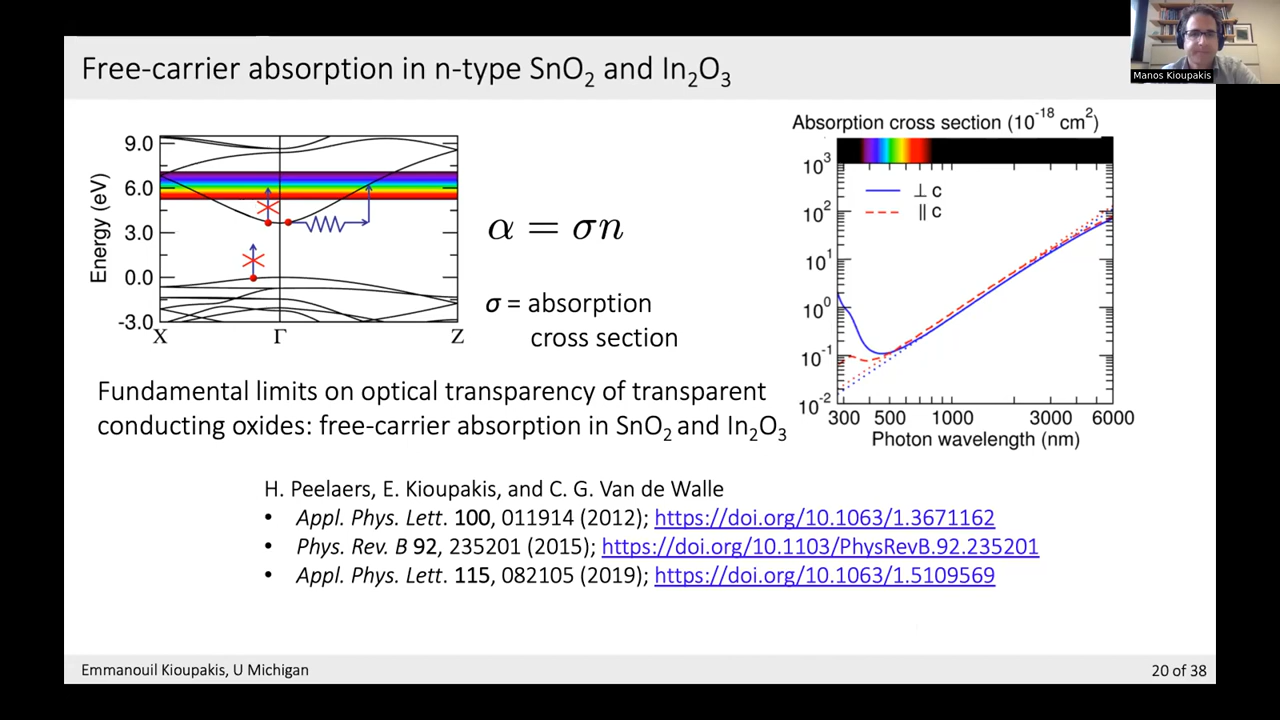 Free-carrier absorption in n-type SnO₂ and In₂O₃
Manos Kioupakis
Energy (eV)
9.0
6.0
3.0
0.0
-3.0
X Γ Z
α = σn
σ = absorption
cross section
Absorption cross section (10⁻¹⁸ cm²)
⊥ c
∥ c
10³
10²
10¹
10⁰
10⁻¹
10⁻²
300 500 1000 3000 6000
Photon wavelength (nm)
Fundamental limits on optical transparency of transparent
conducting oxides: free-carrier absorption in SnO₂ and In₂O₃
H. Peelaers, E. Kioupakis, and C. G. Van de Walle
• Appl. Phys. Lett. 100, 011914 (2012); https://doi.org/10.1063/1.3671162
• Phys. Rev. B 92, 235201 (2015); https://doi.org/10.1103/PhysRevB.92.235201
• Appl. Phys. Lett. 115, 082105 (2019); https://doi.org/10.1063/1.5109569
Emmanouil Kioupakis, U Michigan
20 of 38